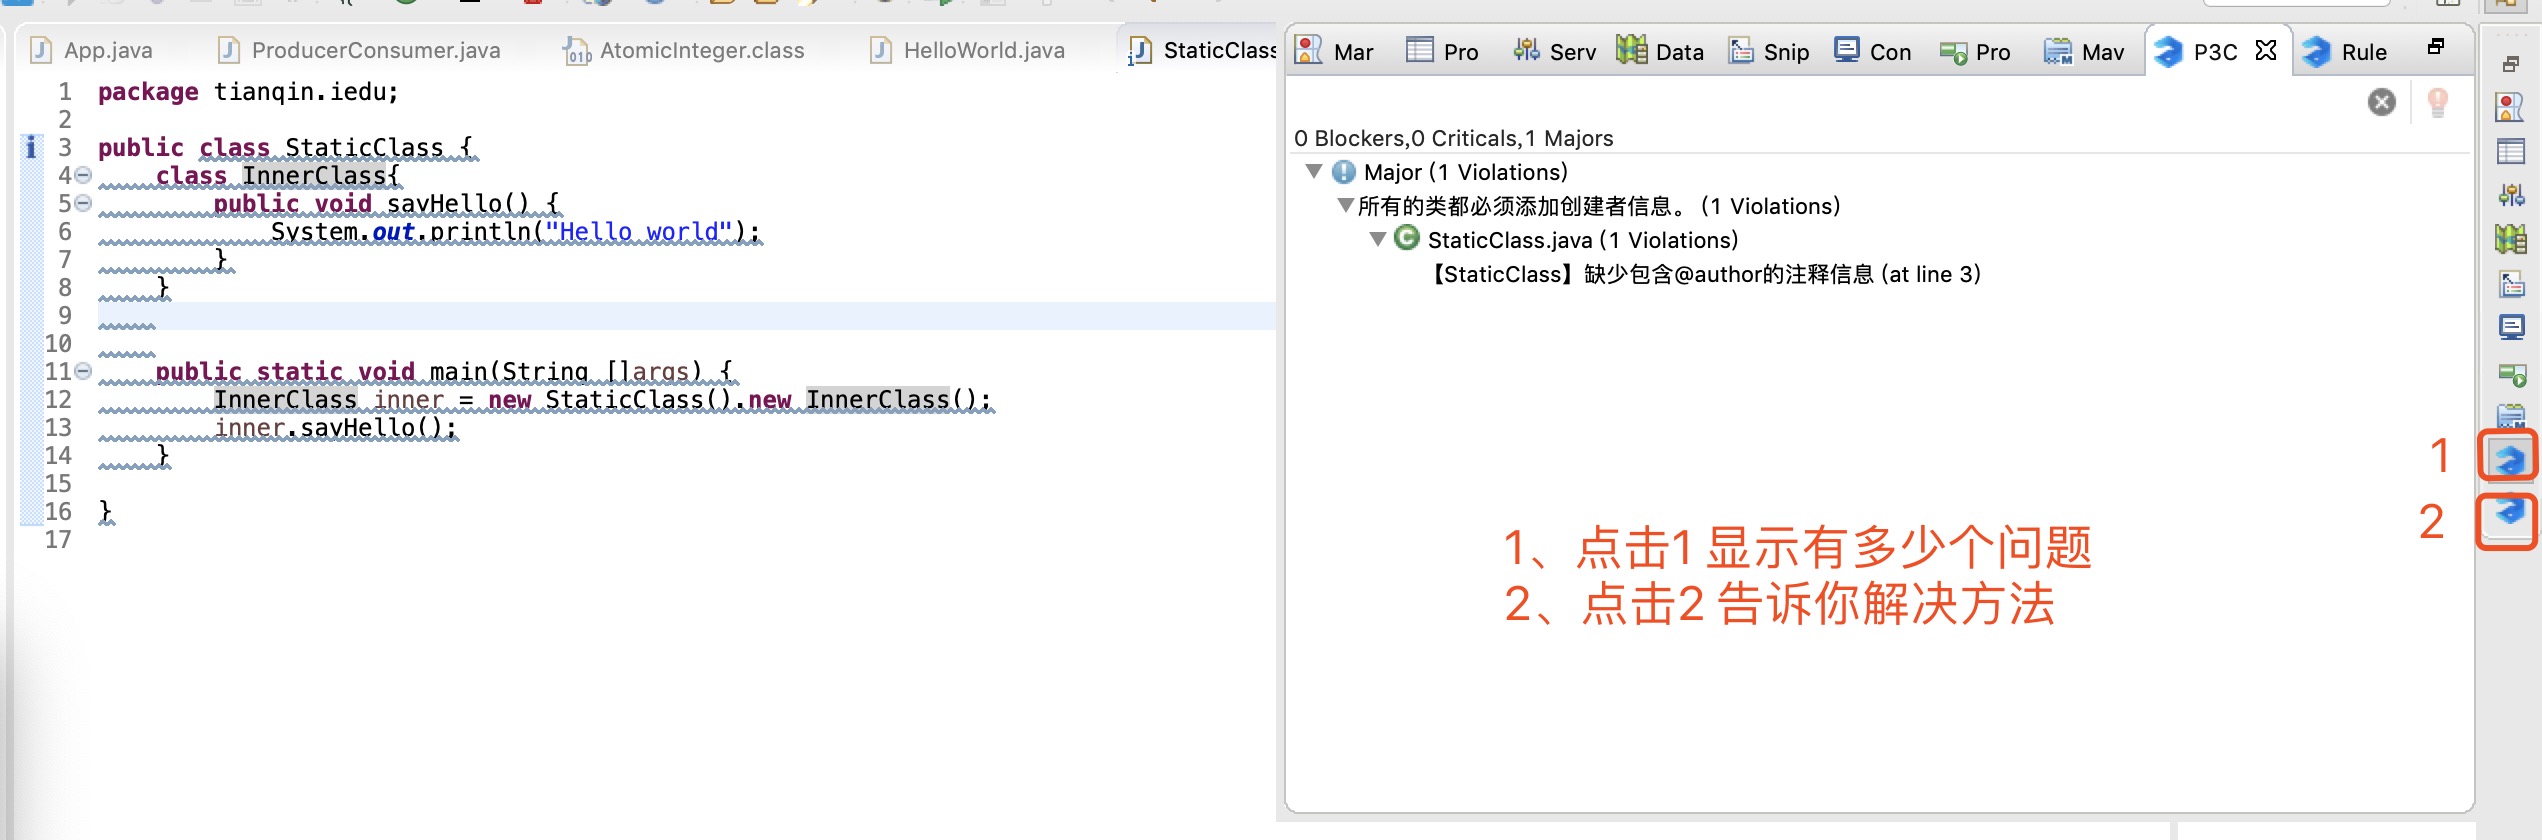 App.java
ProducerConsumer.java
AtomicInteger.class
HelloWorld.java
StaticClass
Mar
Pro
Serv
Data
Snip
Con
Pro
Mav
P3C
Rule
1 package tianqin.iedu;
2
3 public class StaticClass {
4 class InnerClass{
5 public void sayHello() {
6 System.out.println("Hello world");
7 }
8 }
9
10
11 public static void main(String []args) {
12 InnerClass inner = new StaticClass().new InnerClass();
13 inner.sayHello();
14 }
15
16 }
17
0 Blockers,0 Criticals,1 Majors
Major (1 Violations)
所有的类都必须添加创建者信息。 (1 Violations)
StaticClass.java (1 Violations)
【StaticClass】缺少包含@author的注释信息 (at line 3)
1
2
1、点击1 显示有多少个问题
2、点击2 告诉你解决方法